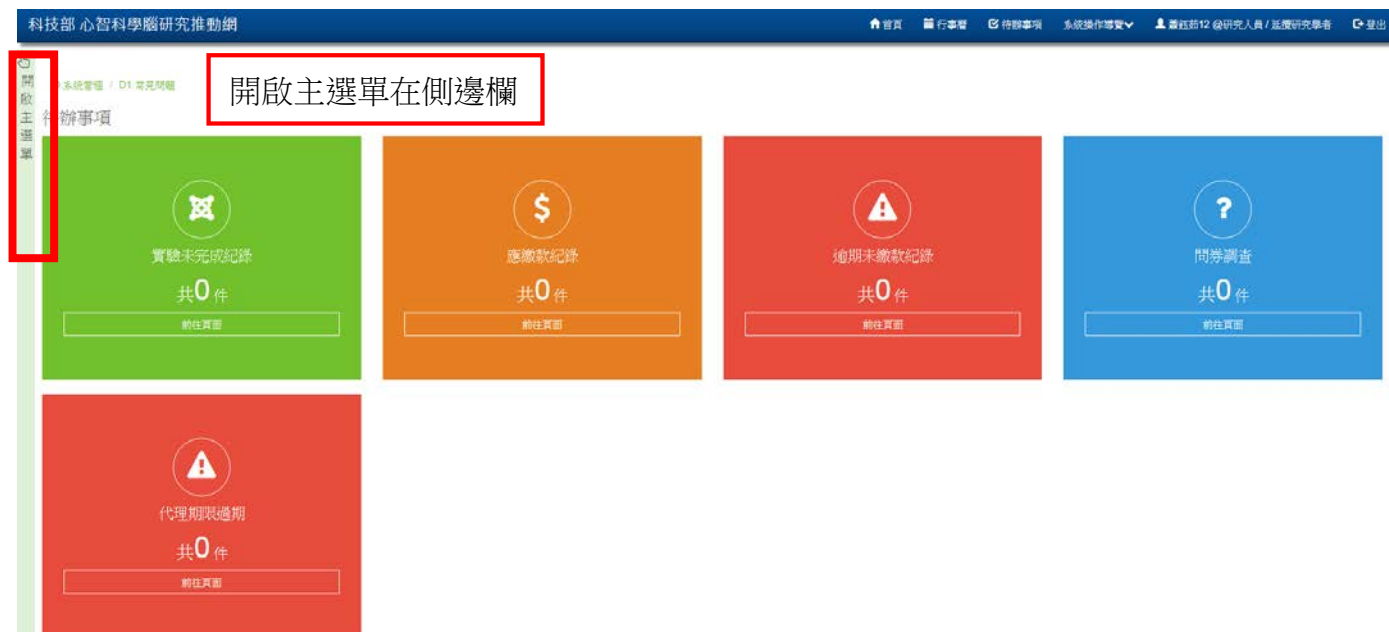 科技部 心智科學腦研究推動網
首頁 行事曆 待辦事項 系統操作導覽 12 @研究人員 / 延攬研究學者 登出
開啟主選單
系統管理 / D1.常見問題
開啟主選單在側邊欄
待辦事項
實驗未完成紀錄
共0 件
前往頁面
應繳款紀錄
共0 件
前往頁面
逾期未繳款紀錄
共0 件
前往頁面
問券調查
共0 件
前往頁面
代理期限過期
共0 件
前往頁面